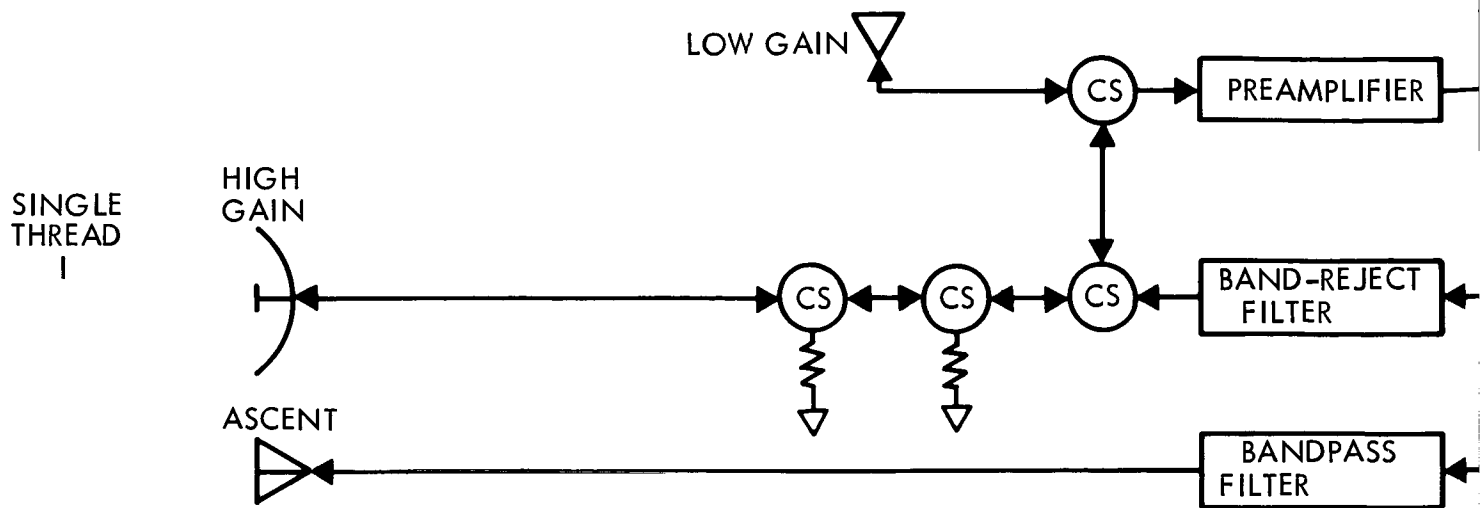 LOW GAIN
CS
PREAMPLIFIER
SINGLE
THREAD
I
HIGH
GAIN
CS
CS
CS
BAND-REJECT
FILTER
ASCENT
BANDPASS
FILTER